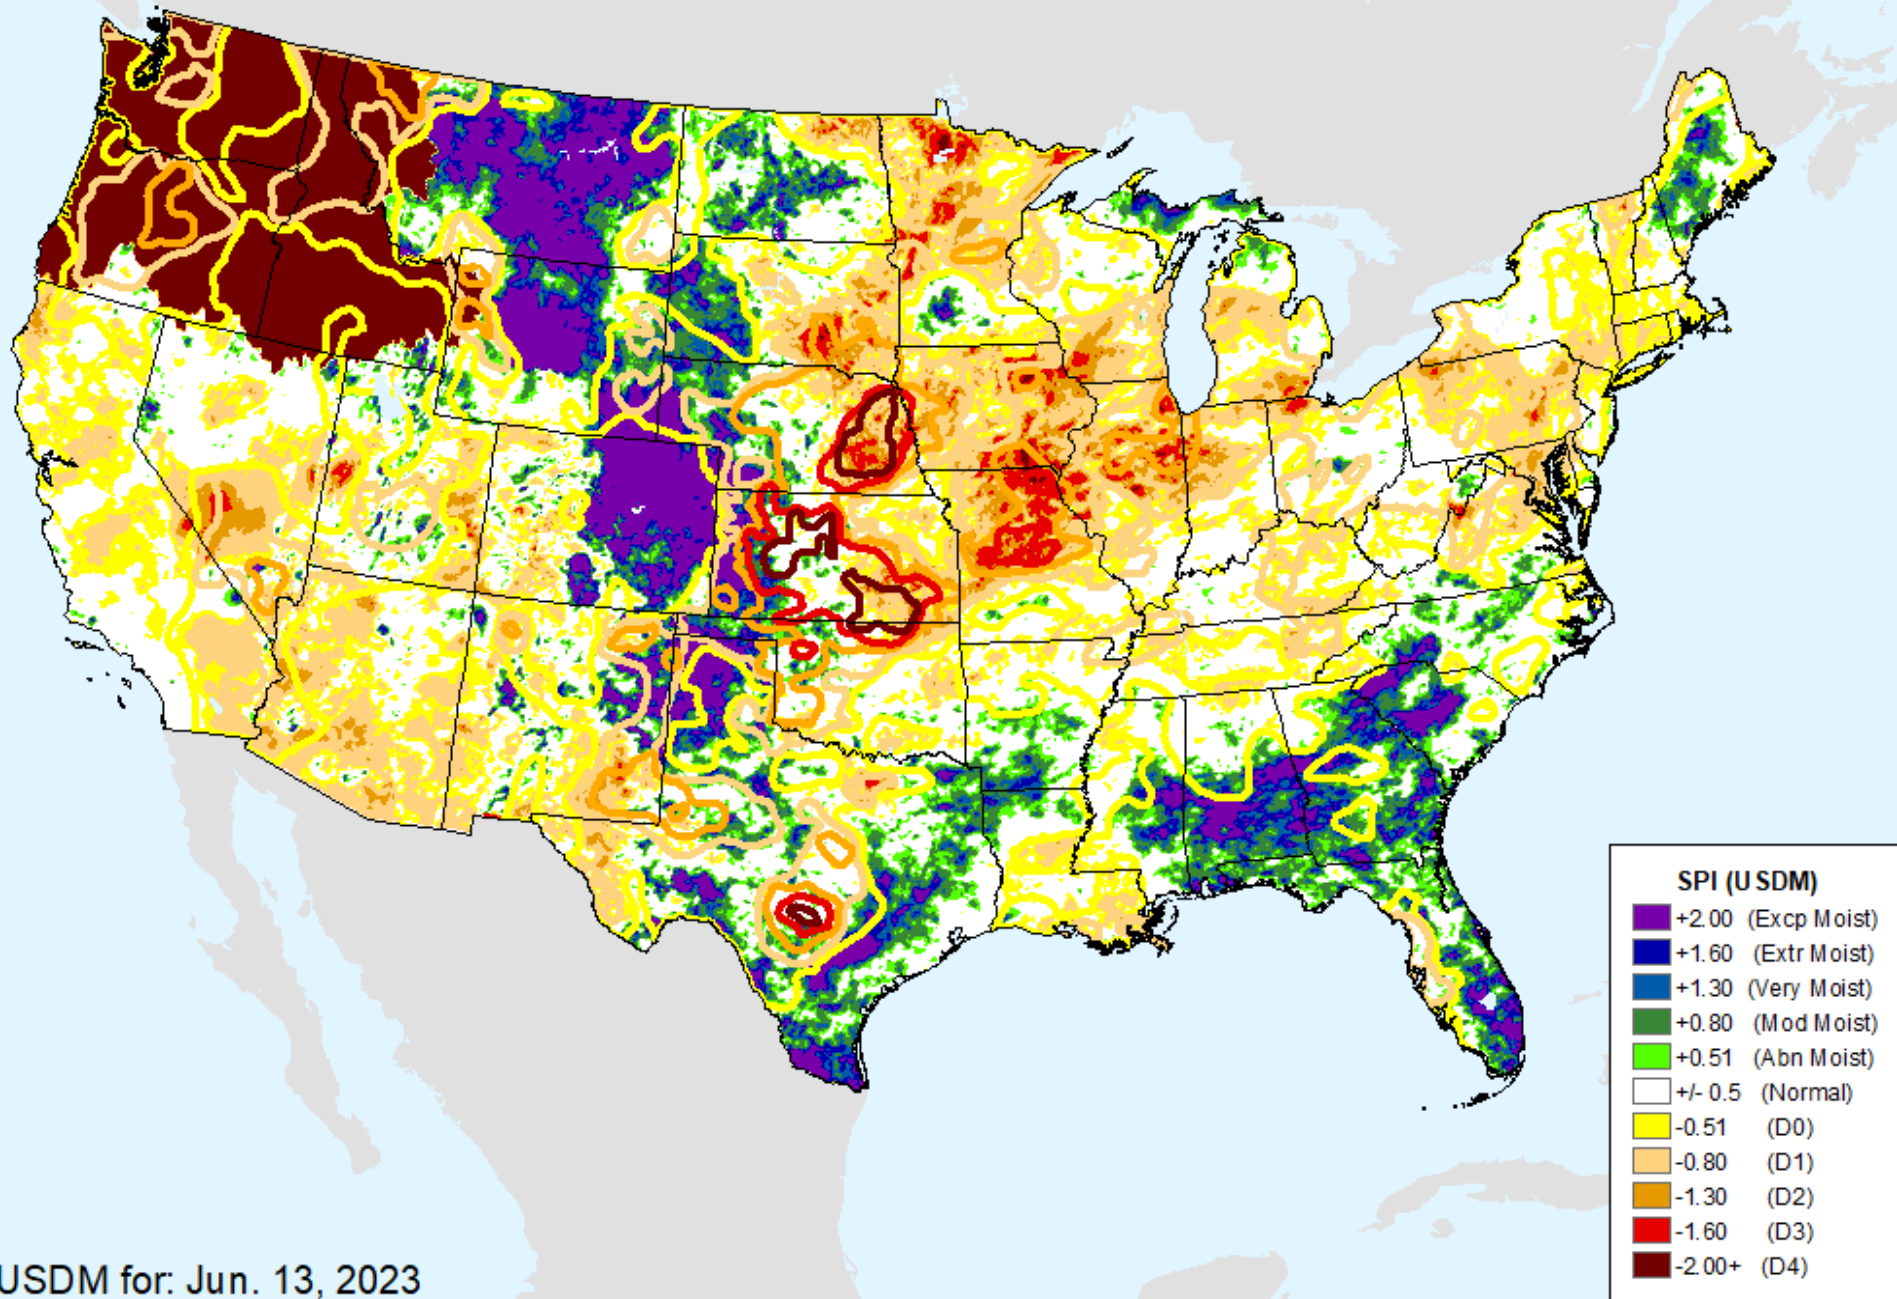 SPI (USDM)
+2.00 (Excp Moist)
+1.60 (Extr Moist)
+1.30 (Very Moist)
+0.80 (Mod Moist)
+0.51 (Abn Moist)
+/- 0.5 (Normal)
-0.51 (D0)
-0.80 (D1)
-1.30 (D2)
-1.60 (D3)
-2.00+ (D4)
USDM for: Jun. 13, 2023